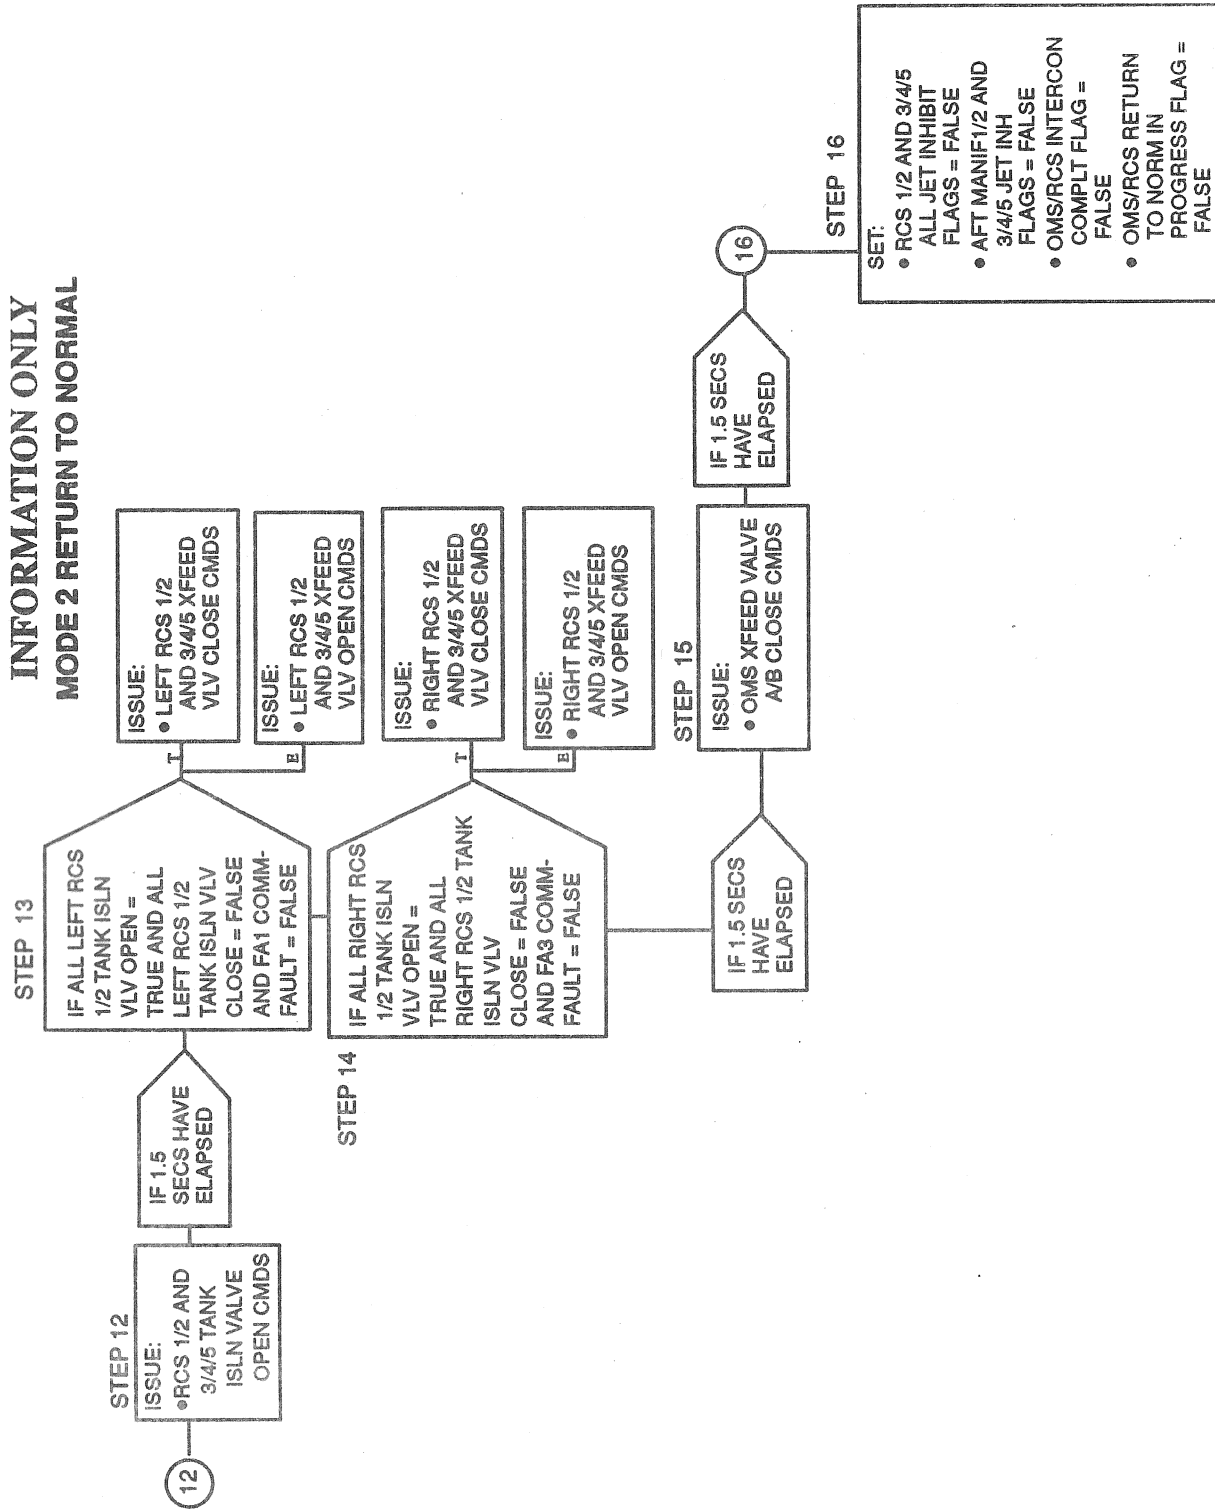 INFORMATION ONLY
MODE 2 RETURN TO NORMAL
12
STEP 12
ISSUE:
•RCS 1/2 AND
3/4/5 TANK
ISLN VALVE
OPEN CMDS
IF 1.5
SECS HAVE
ELAPSED
STEP 13
IF ALL LEFT RCS
1/2 TANK ISLN
VLV OPEN =
TRUE AND ALL
LEFT RCS 1/2
TANK ISLN VLV
CLOSE = FALSE
AND FA1 COMM-
FAULT = FALSE
T
ISSUE:
• LEFT RCS 1/2
AND 3/4/5 XFEED
VLV CLOSE CMDS
E
ISSUE:
• LEFT RCS 1/2
AND 3/4/5 XFEED
VLV OPEN CMDS
STEP 14
IF ALL RIGHT RCS
1/2 TANK ISLN
VLV OPEN =
TRUE AND ALL
RIGHT RCS 1/2 TANK
ISLN VLV
CLOSE = FALSE
AND FA3 COMM-
FAULT = FALSE
T
ISSUE:
• RIGHT RCS 1/2
AND 3/4/5 XFEED
VLV CLOSE CMDS
E
ISSUE:
• RIGHT RCS 1/2
AND 3/4/5 XFEED
VLV OPEN CMDS
IF 1.5 SECS
HAVE
ELAPSED
STEP 15
ISSUE:
• OMS XFEED VALVE
A/B CLOSE CMDS
IF 1.5 SECS
HAVE
ELAPSED
16
STEP 16
SET:
• RCS 1/2 AND 3/4/5
ALL JET INHIBIT
FLAGS = FALSE
• AFT MANIF1/2 AND
3/4/5 JET INH
FLAGS = FALSE
• OMS/RCS INTERCON
COMPLT FLAG =
FALSE
• OMS/RCS RETURN
TO NORM IN
PROGRESS FLAG =
FALSE